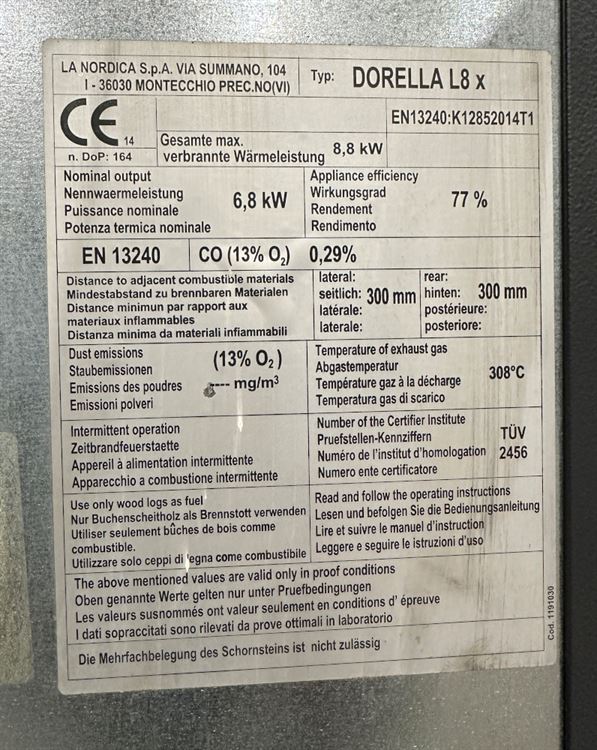 LA NORDICA S.p.A. VIA SUMMANO, 104
I - 36030 MONTECCHIO PREC.NO(VI)
Typ: DORELLA L8 x
CE 14
n. DoP: 164
EN13240:K12852014T1
Gesamte max.
verbrannte Wärmeleistung 8,8 kW
Nominal output
Nennwaermeleistung
Puissance nominale
Potenza termica nominale
6,8 kW
Appliance efficiency
Wirkungsgrad
Rendement
Rendimento
77 %
EN 13240
CO (13% O₂) 0,29%
Distance to adjacent combustible materials
Mindestabstand zu brennbaren Materialen
Distance minimun par rapport aux
materiaux inflammables
Distanza minima da materiali infiammabili
lateral:
seitlich: 300 mm
latérale:
laterale:
rear:
hinten: 300 mm
postérieure:
posteriore:
Dust emissions
Staubemissionen
Emissions des poudres
Emissioni polveri
(13% O₂)
---- mg/m³
Temperature of exhaust gas
Abgastemperatur
Température gaz à la décharge
Temperatura gas di scarico
308°C
Intermittent operation
Zeitbrandfeuerstaette
Appareil à alimentation intermittente
Apparecchio a combustione intermittente
Number of the Certifier Institute
Pruefstellen-Kennziffern
Numéro de l'institut d'homologation
Numero ente certificatore
TÜV
2456
Use only wood logs as fuel
Nur Buchenscheitholz als Brennstott verwenden
Utiliser seulement bûches de bois comme
combustible.
Utilizzare solo ceppi di legna come combustibile
Read and follow the operating instructions
Lesen und befolgen Sie die Bedienungsanleitung
Lire et suivre le manuel d'instruction
Leggere e seguire le istruzioni d'uso
The above mentioned values are valid only in proof conditions
Oben genannte Werte gelten nur unter Pruefbedingungen
Les valeurs susnommés ont valeur seulement en conditions d' épreuve
I dati sopraccitati sono rilevati da prove ottimali in laboratorio
Die Mehrfachbelegung des Schornsteins ist nicht zulässig
Cod. 1191030